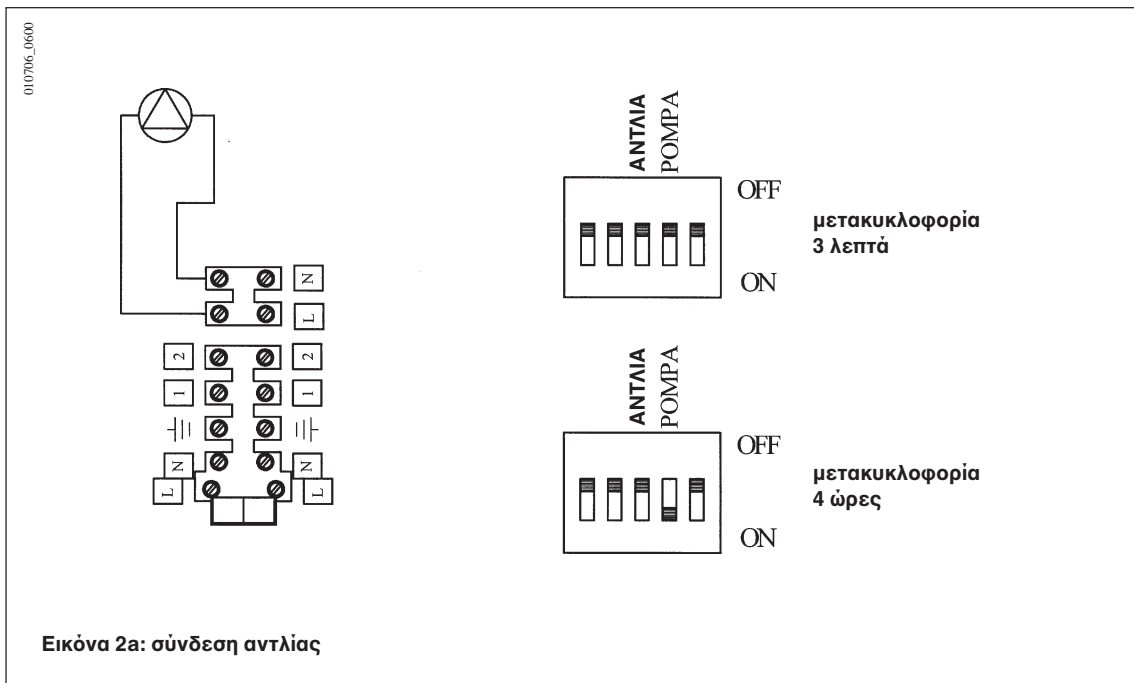 010706_0600
N
L
2 2
1 1
N N
L L
ΑΝΤΛΙΑ
POMPA
OFF
μετακυκλοφορία
3 λεπτά
ON
ΑΝΤΛΙΑ
POMPA
OFF
μετακυκλοφορία
4 ώρες
ON
Εικόνα 2a: σύνδεση αντλίας